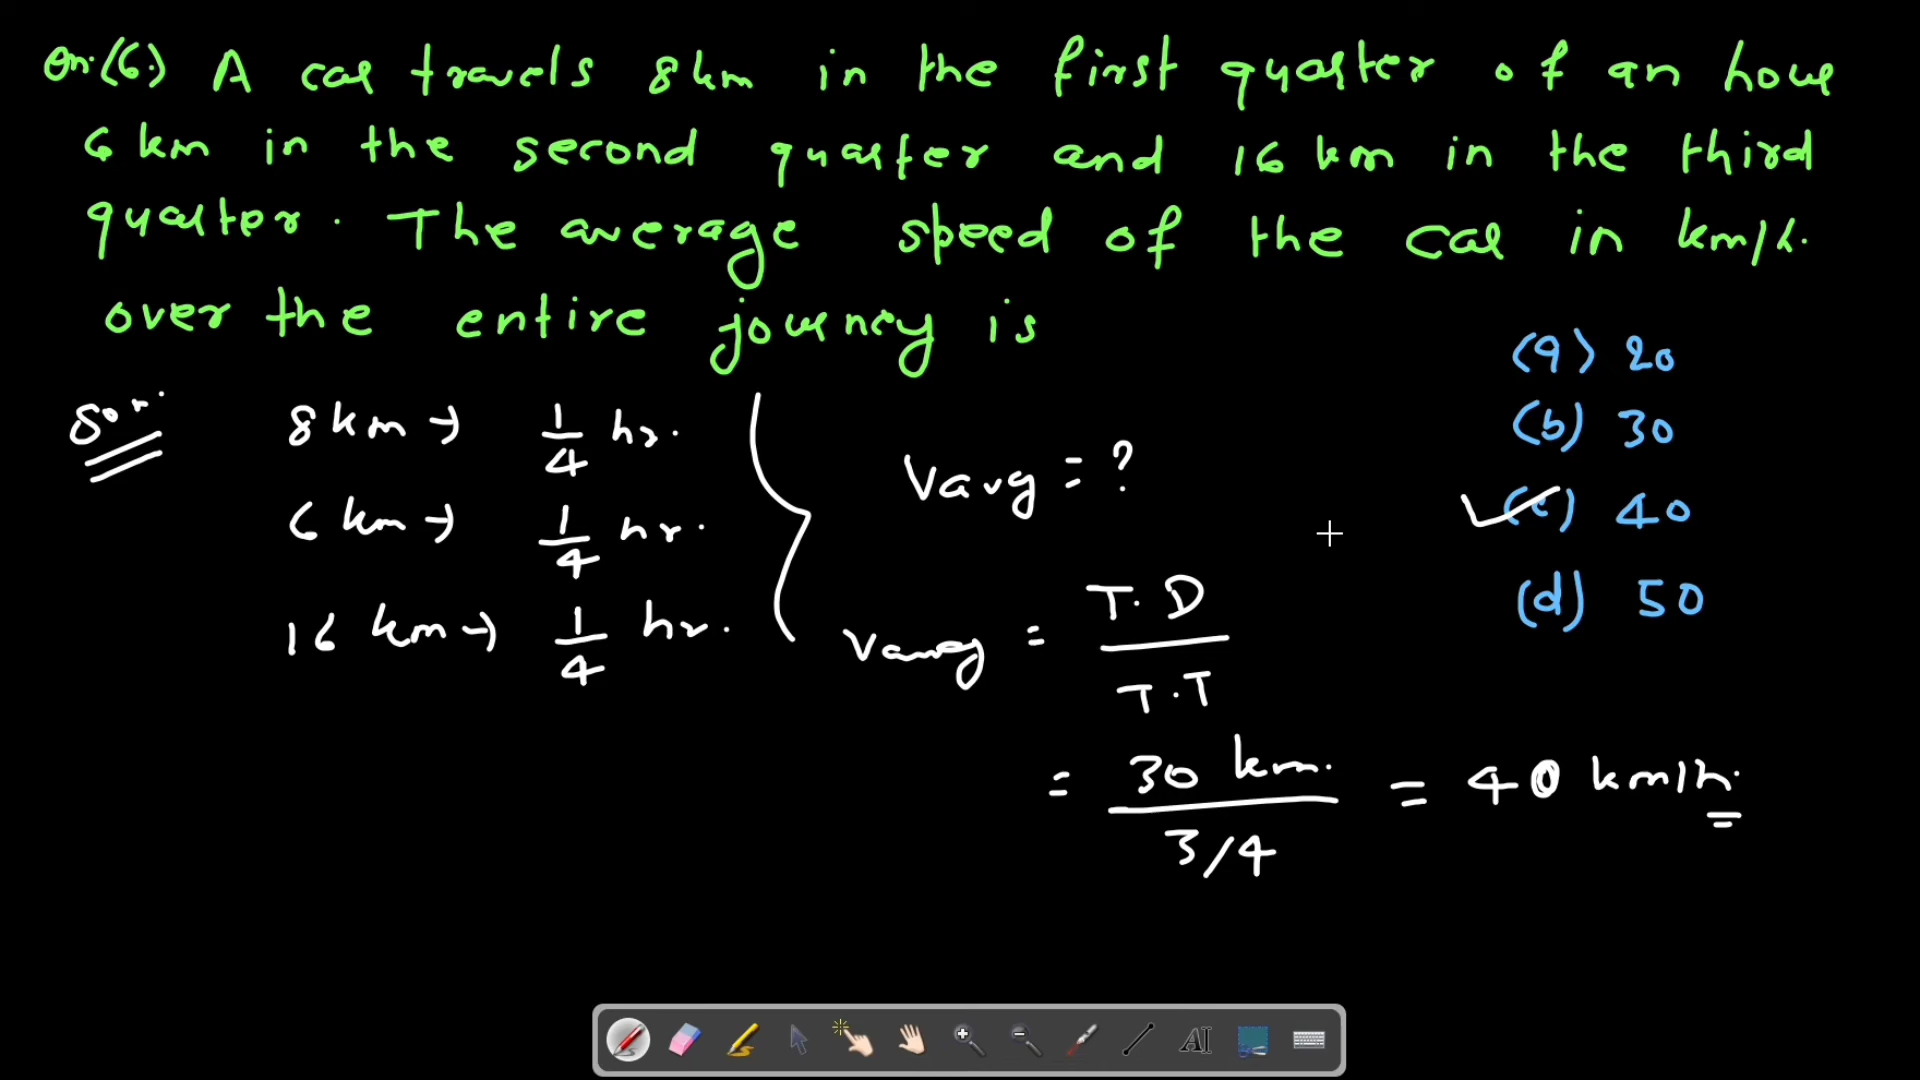 Qn.(6.) A car travels 8km in the first quarter of an hour
6 km in the second quarter and 16 km in the third
quarter. The average speed of the car in km/h.
over the entire journey is
(a) 20
(b) 30
(c) 40
(d) 50
Son.
8 km → 1/4 hr.
6 km → 1/4 hr.
16 km → 1/4 hr.
Vavg = ?
Vavg = T.D / T.T
= 30 km. / 3/4 = 40 km/h.
AI